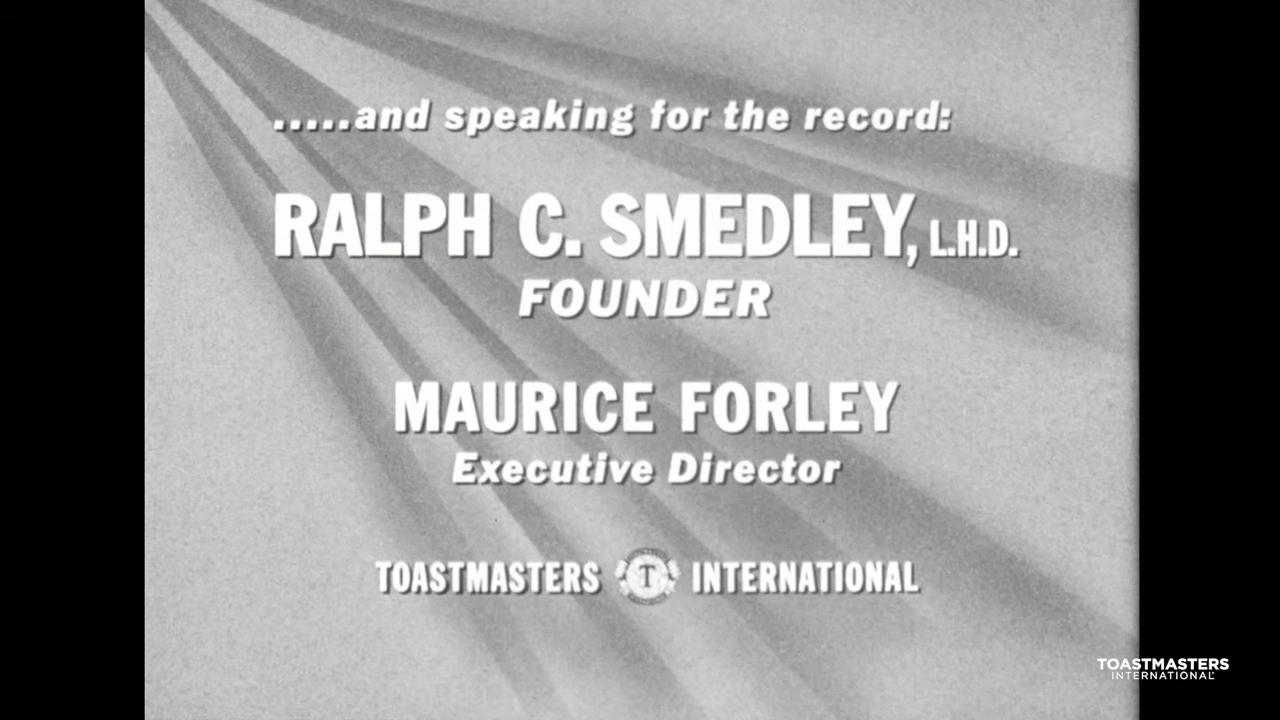 .....and speaking for the record:
RALPH C. SMEDLEY, L.H.D.
FOUNDER
MAURICE FORLEY
Executive Director
TOASTMASTERS T INTERNATIONAL
TOASTMASTERS
INTERNATIONAL